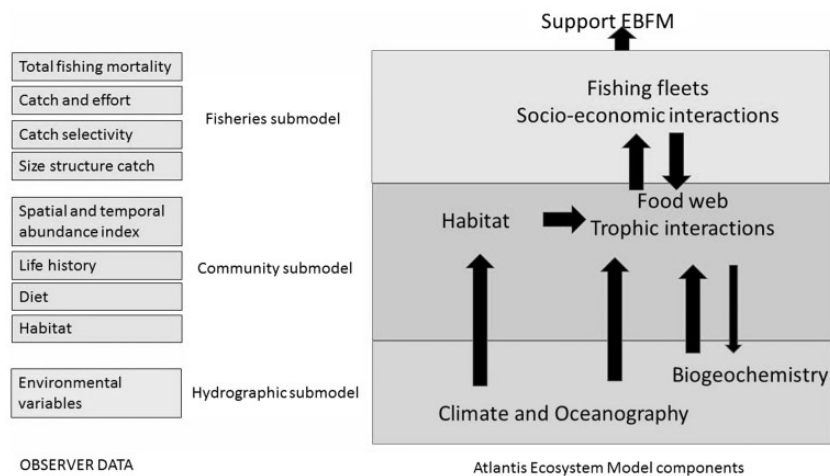 Support EBFM
Total fishing mortality
Catch and effort
Catch selectivity
Size structure catch
Fisheries submodel
Fishing fleets
Socio-economic interactions
Spatial and temporal
abundance index
Life history
Diet
Habitat
Community submodel
Habitat
Food web
Trophic interactions
Environmental
variables
Hydrographic submodel
Biogeochemistry
Climate and Oceanography
OBSERVER DATA
Atlantis Ecosystem Model components